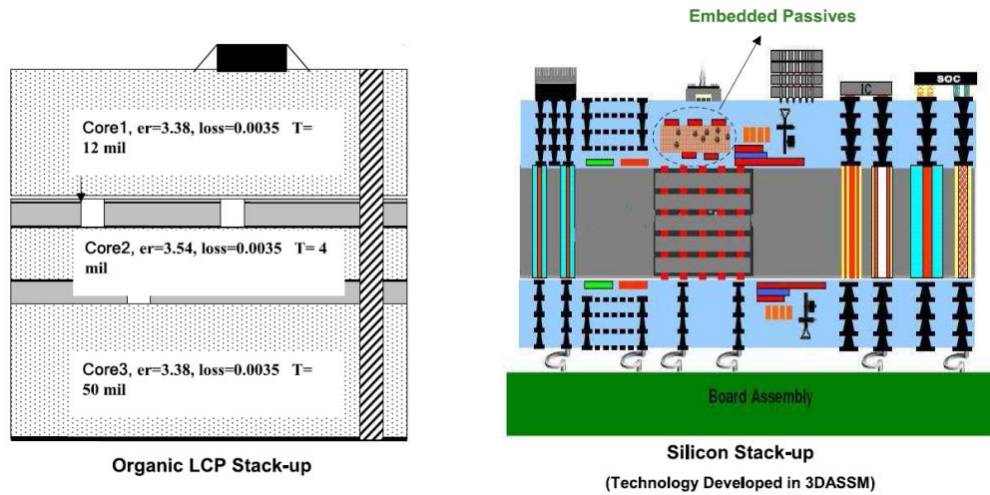 Embedded Passives
Core1, er=3.38, loss=0.0035 T=
12 mil
Core2, er=3.54, loss=0.0035 T= 4
mil
Core3, er=3.38, loss=0.0035 T=
50 mil
Organic LCP Stack-up
IC
SOC
Board Assembly
Silicon Stack-up
(Technology Developed in 3DASSM)